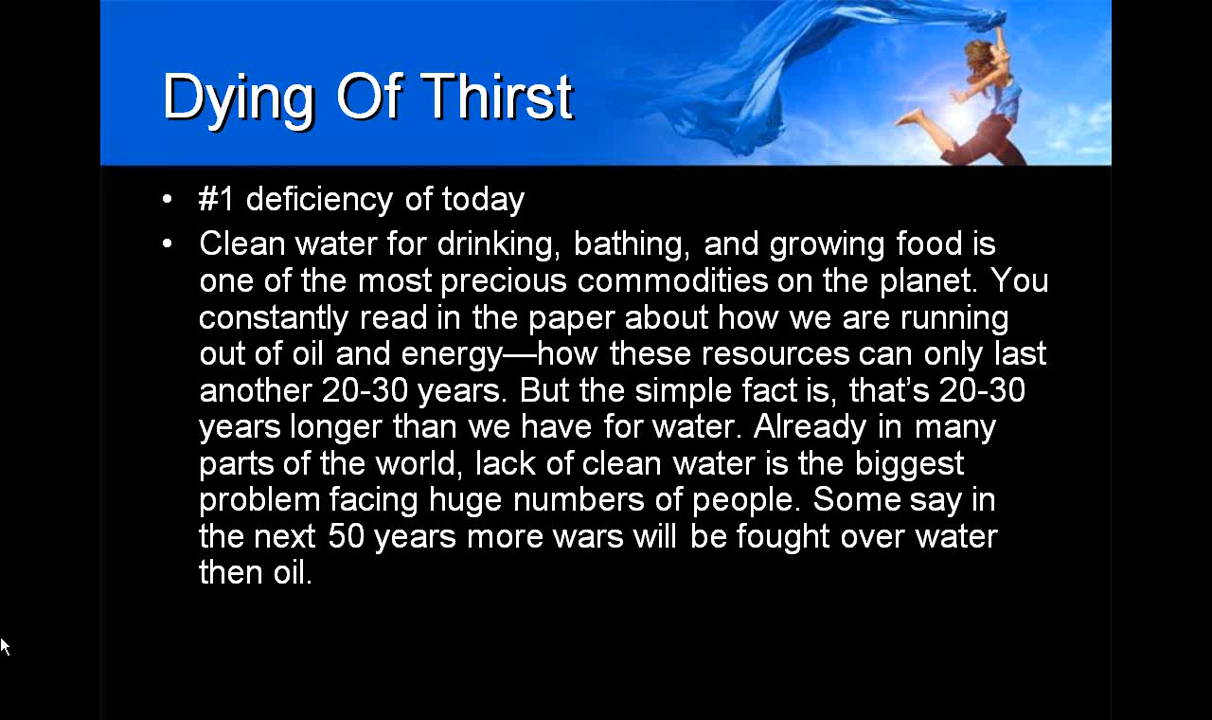 Dying Of Thirst
• #1 deficiency of today
• Clean water for drinking, bathing, and growing food is
one of the most precious commodities on the planet. You
constantly read in the paper about how we are running
out of oil and energy—how these resources can only last
another 20-30 years. But the simple fact is, that’s 20-30
years longer than we have for water. Already in many
parts of the world, lack of clean water is the biggest
problem facing huge numbers of people. Some say in
the next 50 years more wars will be fought over water
then oil.